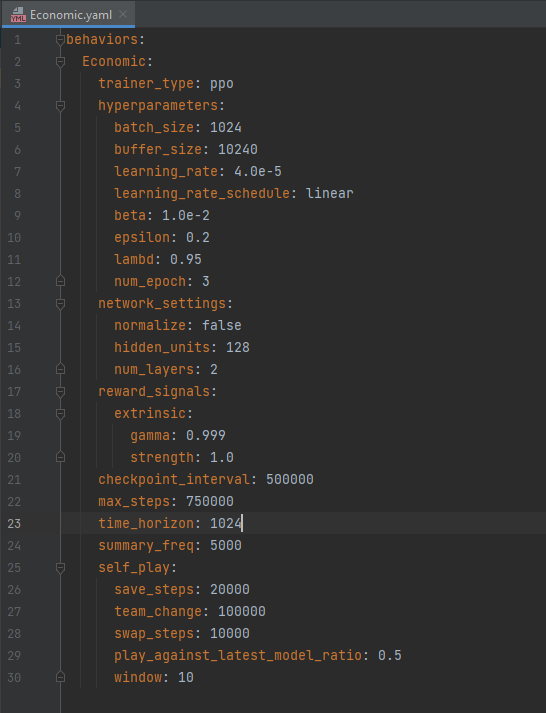 YML Economic.yaml
1 behaviors:
2 Economic:
3 trainer_type: ppo
4 hyperparameters:
5 batch_size: 1024
6 buffer_size: 10240
7 learning_rate: 4.0e-5
8 learning_rate_schedule: linear
9 beta: 1.0e-2
10 epsilon: 0.2
11 lambd: 0.95
12 num_epoch: 3
13 network_settings:
14 normalize: false
15 hidden_units: 128
16 num_layers: 2
17 reward_signals:
18 extrinsic:
19 gamma: 0.999
20 strength: 1.0
21 checkpoint_interval: 500000
22 max_steps: 750000
23 time_horizon: 1024
24 summary_freq: 5000
25 self_play:
26 save_steps: 20000
27 team_change: 100000
28 swap_steps: 10000
29 play_against_latest_model_ratio: 0.5
30 window: 10